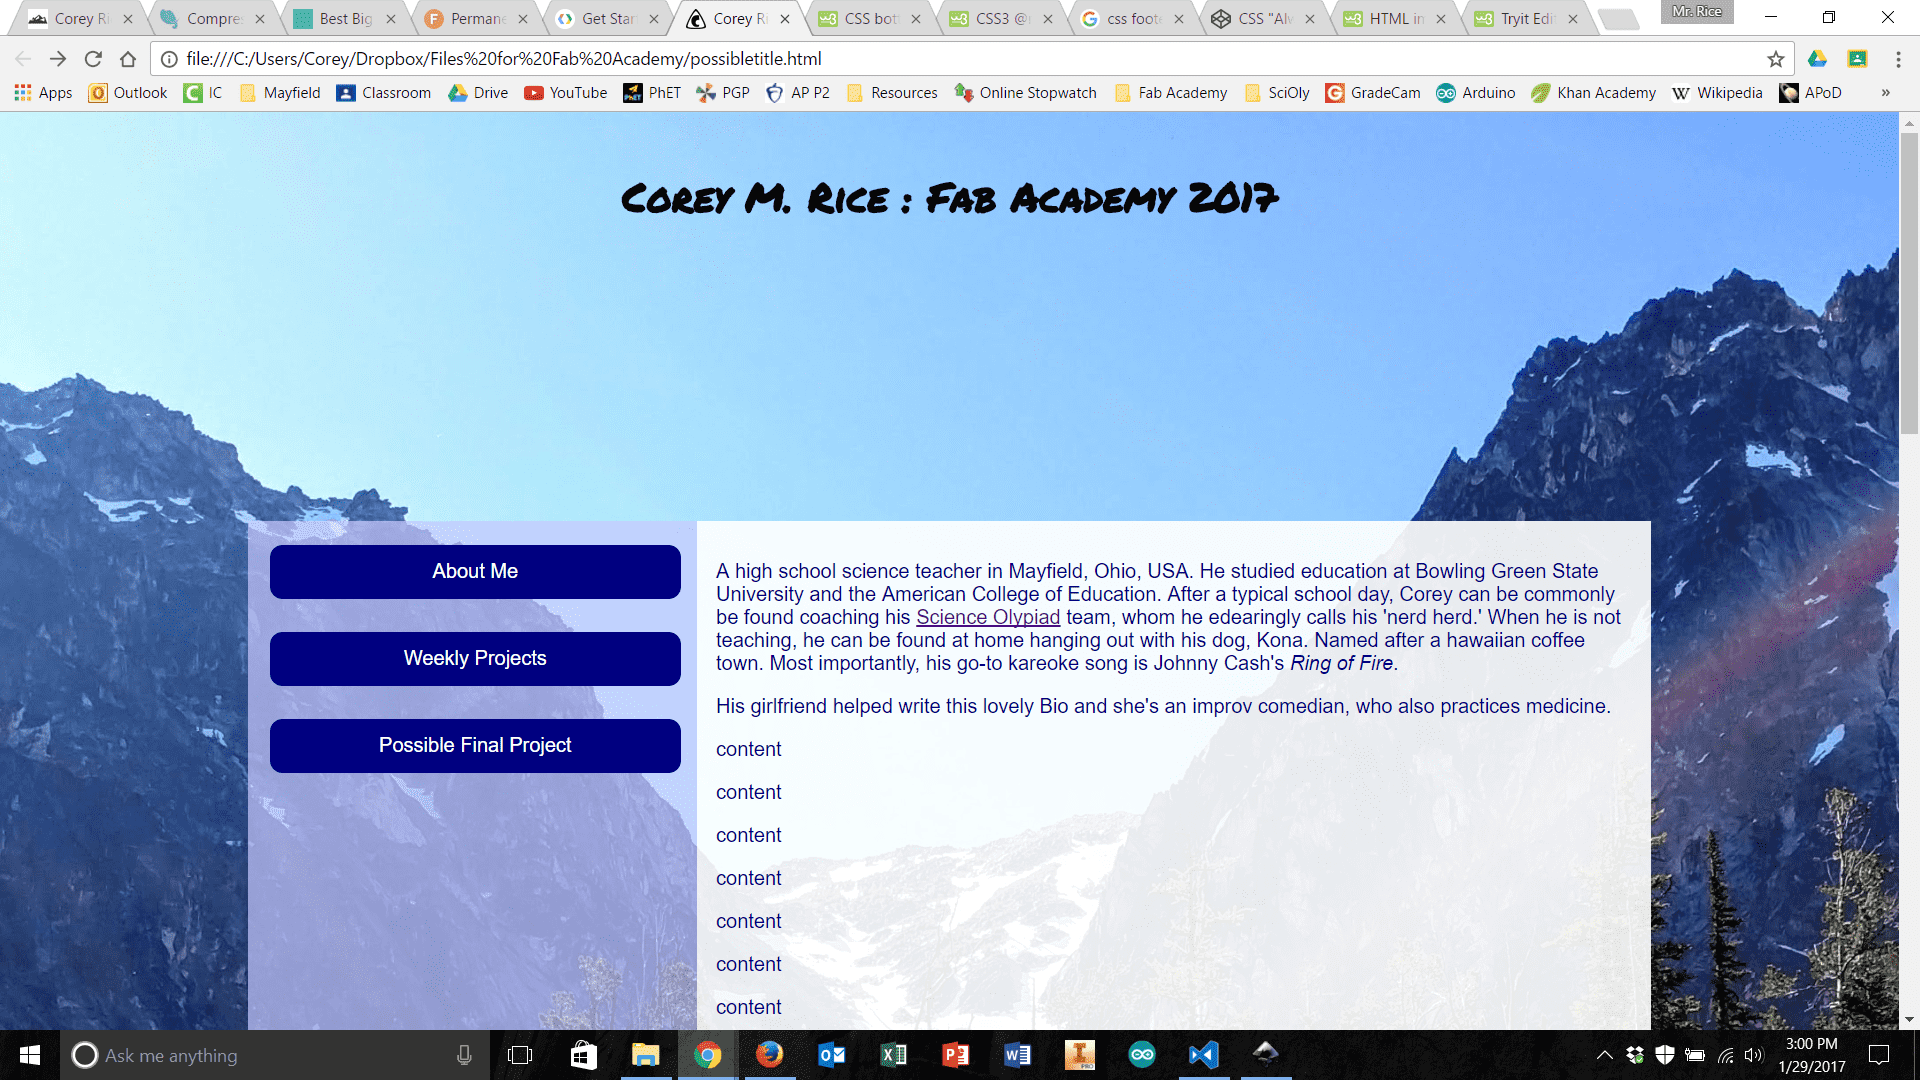 Corey Ri
Compres
Best Big
Permane
Get Star
Corey Ri
CSS bott
CSS3 @
css foote
CSS "Alw
HTML in
Tryit Edi
Mr. Rice
file:///C:/Users/Corey/Dropbox/Files%20for%20Fab%20Academy/possibletitle.html
Apps Outlook IC Mayfield Classroom Drive YouTube PhET PGP AP P2 Resources Online Stopwatch Fab Academy SciOly GradeCam Arduino Khan Academy Wikipedia APoD »
Corey M. Rice : Fab Academy 2017
About Me
Weekly Projects
Possible Final Project
A high school science teacher in Mayfield, Ohio, USA. He studied education at Bowling Green State
University and the American College of Education. After a typical school day, Corey can be commonly
be found coaching his Science Olypiad team, whom he edearingly calls his 'nerd herd.' When he is not
teaching, he can be found at home hanging out with his dog, Kona. Named after a hawaiian coffee
town. Most importantly, his go-to kareoke song is Johnny Cash's Ring of Fire.
His girlfriend helped write this lovely Bio and she's an improv comedian, who also practices medicine.
content
content
content
content
content
content
content
Ask me anything
3:00 PM
1/29/2017